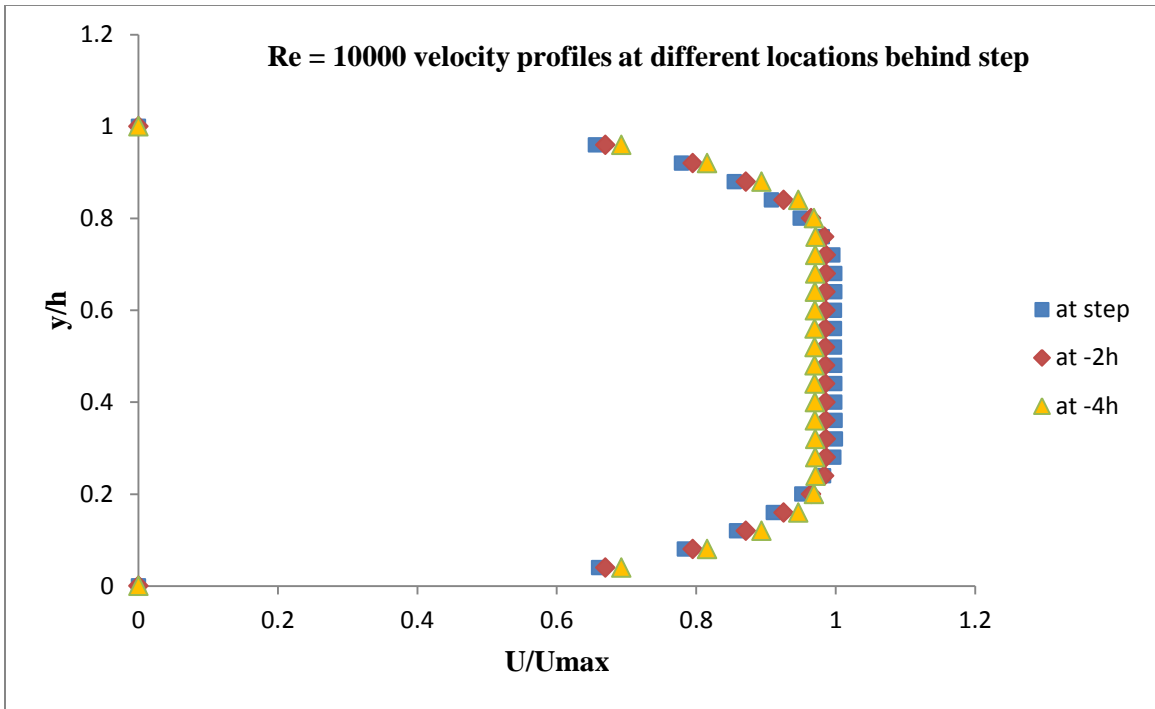 Re = 10000 velocity profiles at different locations behind step
1.2
1
0.8
0.6
0.4
0.2
0
y/h
0 0.2 0.4 0.6 0.8 1 1.2
U/Umax
at step
at -2h
at -4h